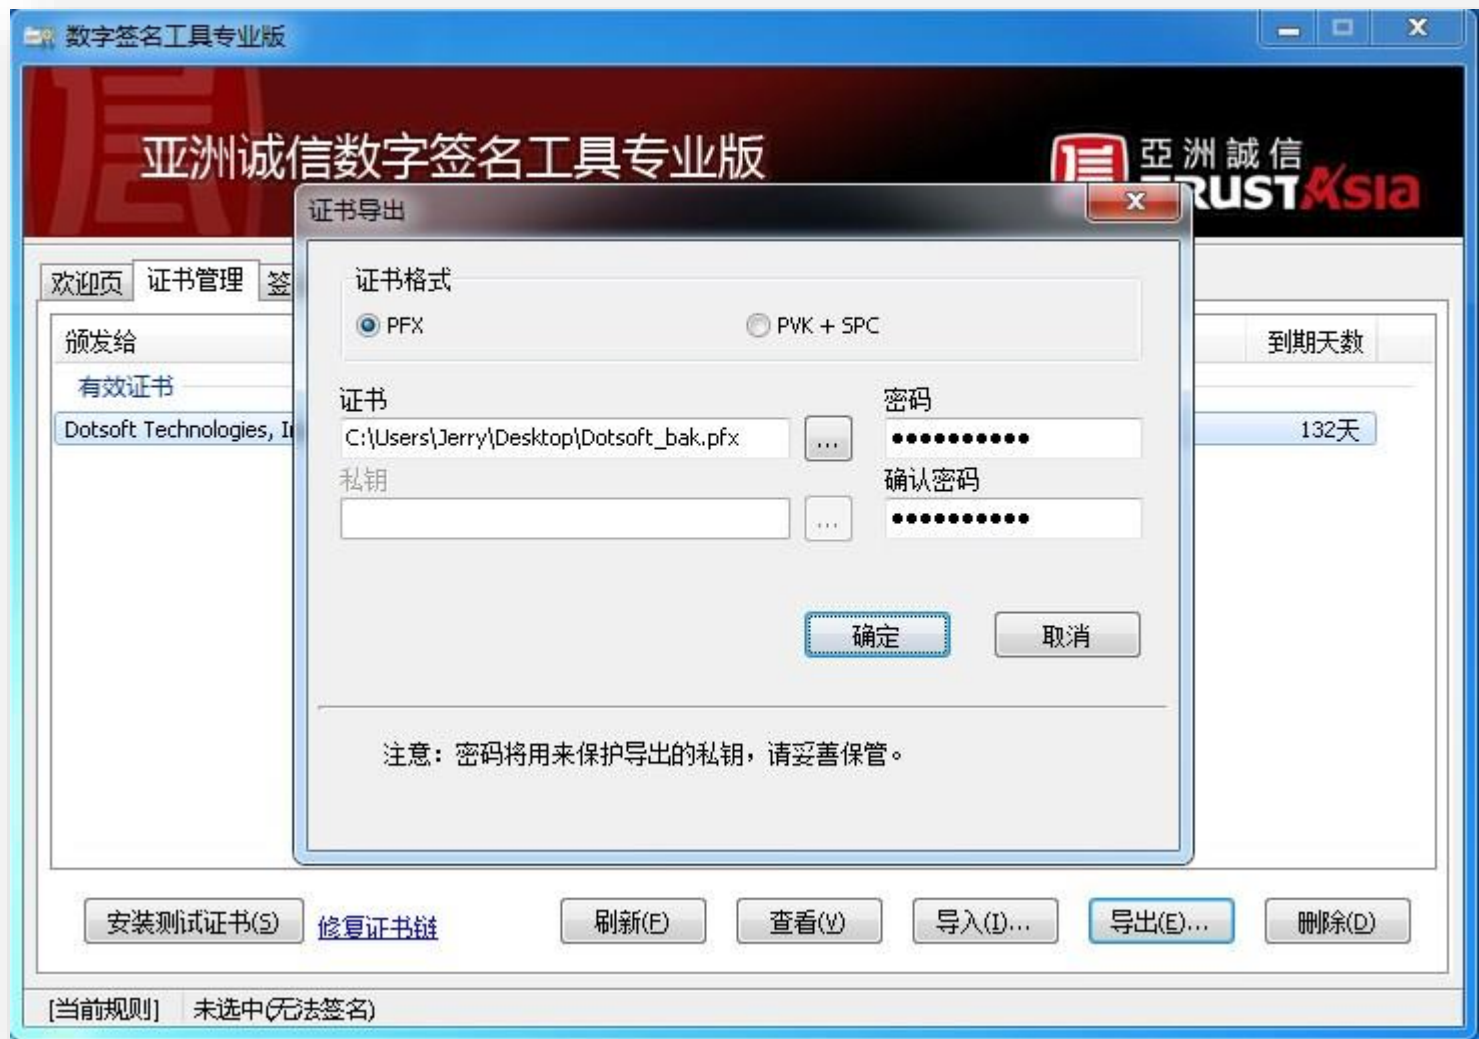 数字签名工具专业版
亚洲诚信数字签名工具专业版
亞洲誠信
TRUSTAsia
证书导出
欢迎页 证书管理 签
证书格式
PFX PVK + SPC
颁发给 到期天数
有效证书
证书 密码
Dotsoft Technologies, 132天
C:\Users\Jerry\Desktop\Dotsoft_bak.pfx ... ●●●●●●●●●●
私钥 确认密码
... ●●●●●●●●●●
确定 取消
注意：密码将用来保护导出的私钥，请妥善保管。
安装测试证书(S) 修复证书链 刷新(F) 查看(V) 导入(I)... 导出(E)... 删除(D)
[当前规则] 未选中(无法签名)